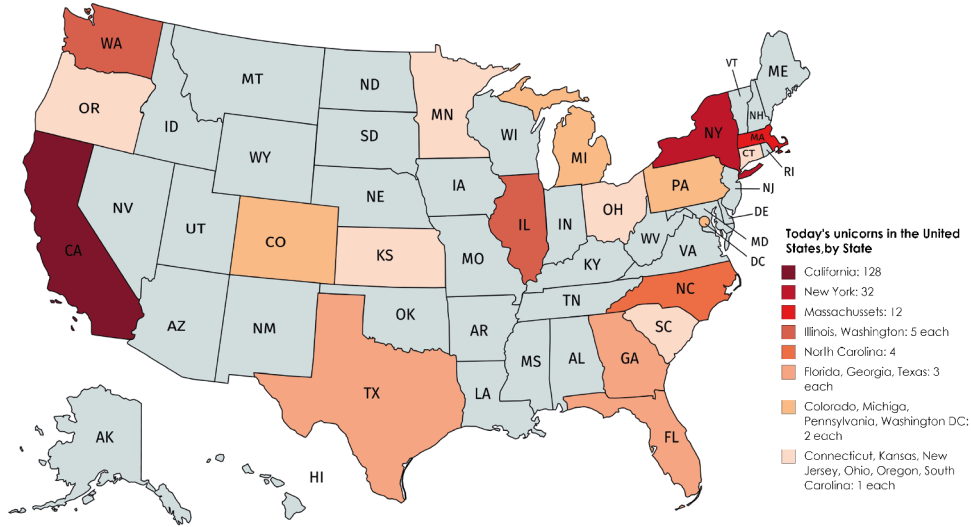 WA
MT
ND
MN
VT
ME
OR
ID
SD
WI
NH
NY
MA
WY
MI
CT
RI
IA
PA
NJ
NE
NV
OH
DE
UT
IL
IN
MD
CO
WV
DC
CA
KS
MO
VA
KY
NC
TN
OK
AZ
NM
AR
SC
MS
AL
GA
TX
LA
FL
AK
HI
Today's unicorns in the United
States,by State
California: 128
New York: 32
Massachussets: 12
Illinois, Washington: 5 each
North Carolina: 4
Florida, Georgia, Texas: 3
each
Colorado, Michiga,
Pennsylvania, Washington DC:
2 each
Connecticut, Kansas, New
Jersey, Ohio, Oregon, South
Carolina: 1 each